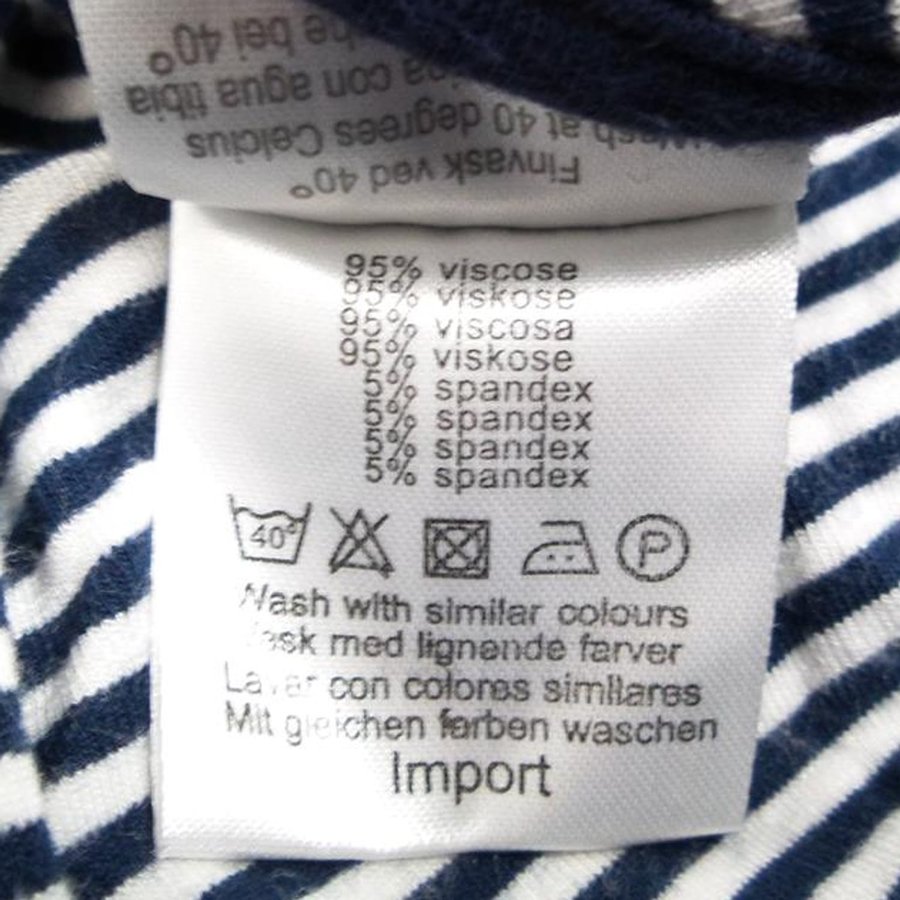 Finvask ved 40°
Wash at 40 degrees Celcius
con agua tibia
bei 40°
95% viscose
95% viskose
95% viscosa
95% viskose
5% spandex
5% spandex
5% spandex
5% spandex
40°
P
Wash with similar colours
Vask med lignende farver
Lavar con colores similares
Mit gleichen farben waschen
Import